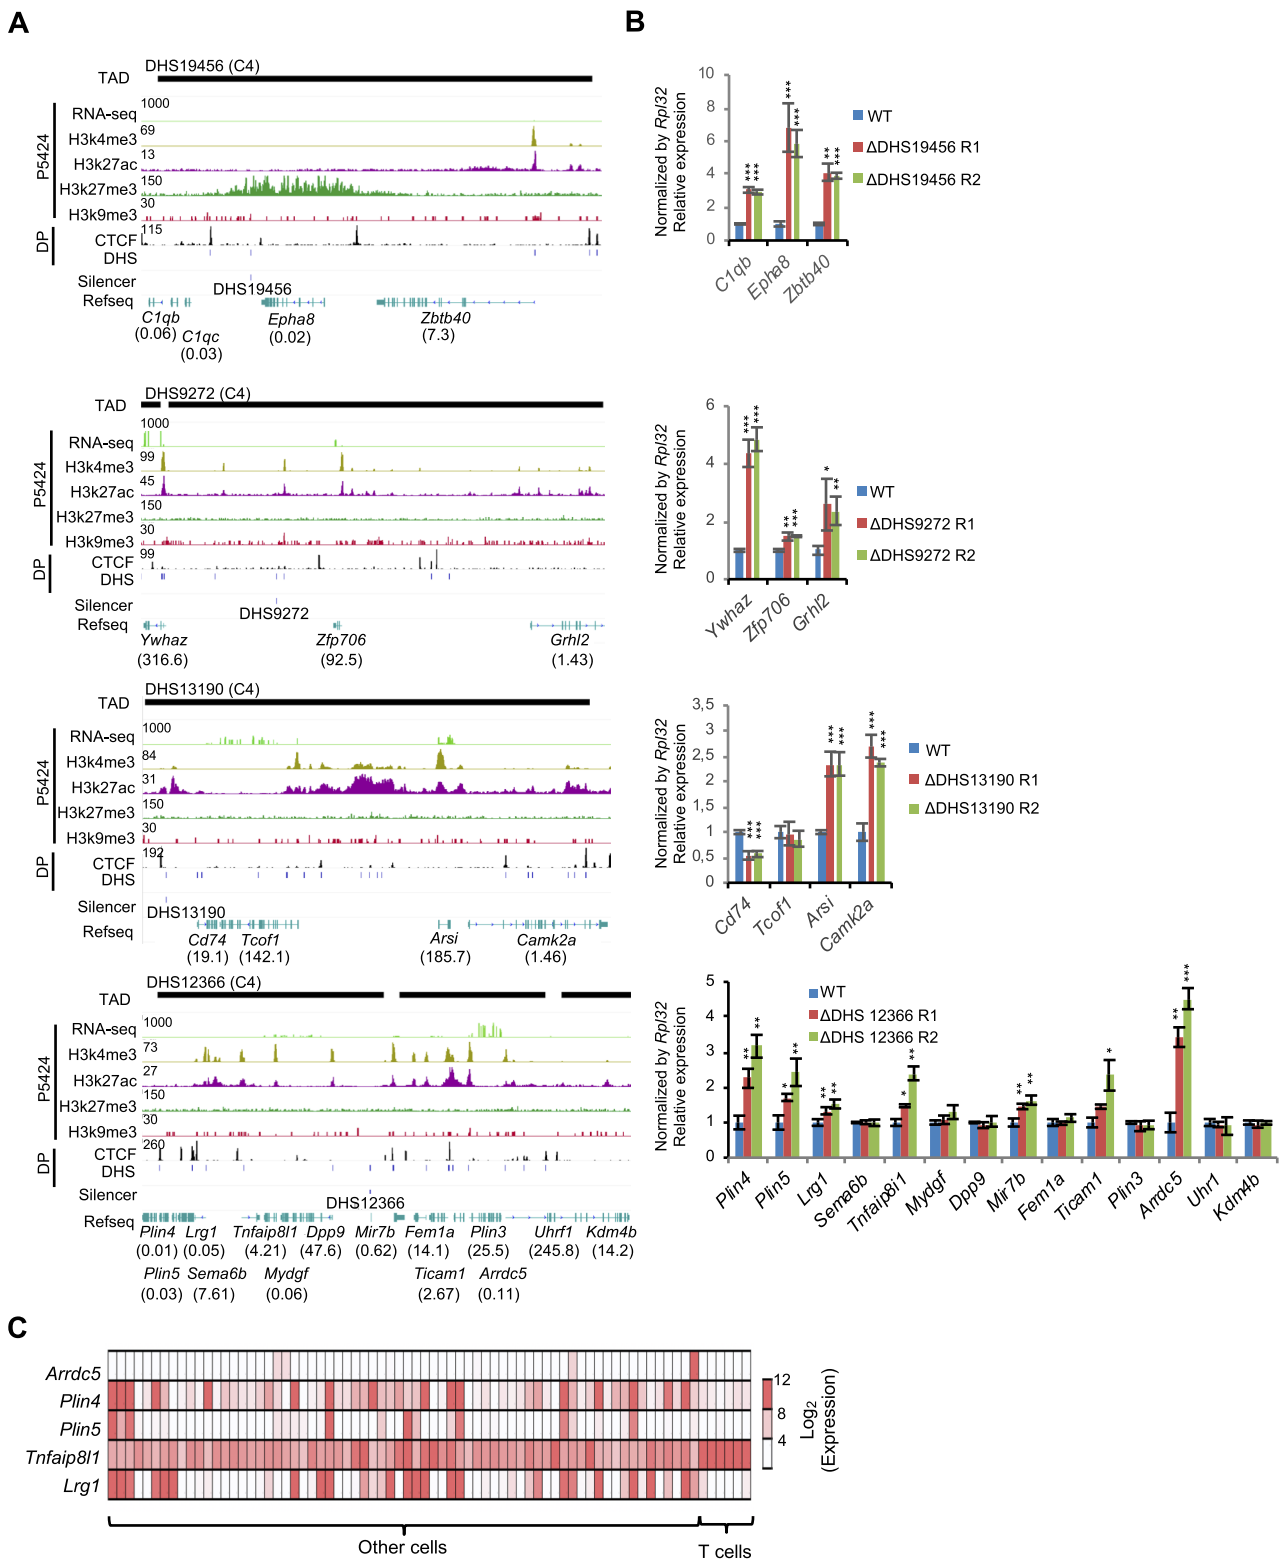 A
DHS19456 (C4)
TAD
P5424
RNA-seq 1000
H3k4me3 69
H3k27ac 13
H3k27me3 150
H3k9me3 30
DP
CTCF 115
DHS
Silencer
DHS19456
Refseq
C1qb Epha8 Zbtb40
(0.06) C1qc (0.02) (7.3)
(0.03)
DHS9272 (C4)
TAD
P5424
RNA-seq 1000
H3k4me3 99
H3k27ac 45
H3k27me3 150
H3k9me3 30
DP
CTCF 99
DHS
Silencer
DHS9272
Refseq
Ywhaz Zfp706 Grhl2
(316.6) (92.5) (1.43)
DHS13190 (C4)
TAD
P5424
RNA-seq 1000
H3k4me3 84
H3k27ac 31
H3k27me3 150
H3k9me3 30
DP
CTCF 192
DHS
Silencer
DHS13190
Refseq
Cd74 Tcof1 Arsi Camk2a
(19.1) (142.1) (185.7) (1.46)
DHS12366 (C4)
TAD
P5424
RNA-seq 1000
H3k4me3 73
H3k27ac 27
H3k27me3 150
H3k9me3 30
DP
CTCF 260
DHS
Silencer
DHS12366
Refseq
Plin4 Lrg1 Tnfaip8l1 Dpp9 Mir7b Fem1a Plin3 Uhrf1 Kdm4b
(0.01) (0.05) (4.21) (47.6) (0.62) (14.1) (25.5) (245.8) (14.2)
Plin5 Sema6b Mydgf Ticam1 Arrdc5
(0.03) (7.61) (0.06) (2.67) (0.11)
B
Normalized by Rpl32
Relative expression
10
8
6
4
2
0
*** *** *** *** ** ***
C1qb Epha8 Zbtb40
WT
ΔDHS19456 R1
ΔDHS19456 R2
Normalized by Rpl32
Relative expression
6
4
2
0
*** *** ** *** * **
Ywhaz Zfp706 Grhl2
WT
ΔDHS9272 R1
ΔDHS9272 R2
Normalized by Rpl32
Relative expression
3,5
3
2,5
2
1,5
1
0,5
0
*** *** *** *** *** ***
Cd74 Tcof1 Arsi Camk2a
WT
ΔDHS13190 R1
ΔDHS13190 R2
Normalized by Rpl32
Relative expression
5
4
3
2
1
0
WT
ΔDHS 12366 R1
ΔDHS 12366 R2
** ** * ** ** ** * ** ** ** * ** ***
Plin4 Plin5 Lrg1 Sema6b Tnfaip8i1 Mydgf Dpp9 Mir7b Fem1a Ticam1 Plin3 Arrdc5 Uhr1 Kdm4b
C
Arrdc5
Plin4
Plin5
Tnfaip8l1
Lrg1
Other cells
T cells
12
8
4
Log2
(Expression)